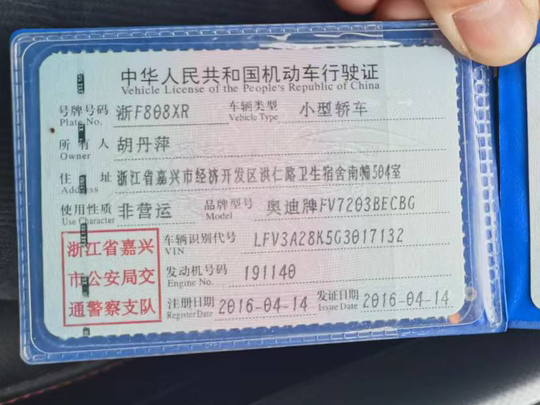 中华人民共和国机动车行驶证
Vehicle License of the People's Republic of China
号牌号码 浙F808XR 车辆类型 小型轿车
Plate No. Vehicle Type
所有人 胡丹萍
Owner
住址 浙江省嘉兴市经济开发区洪仁路卫生宿舍南幢504室
Address
使用性质 非营运 品牌型号 奥迪牌FV7203BECBG
Use Character Model
浙江省嘉兴
市公安局交
通警察支队
车辆识别代号 LFV3A28K5G3017132
VIN
发动机号码 191140
Engine No.
注册日期 2016-04-14 发证日期 2016-04-14
Register Date Issue Date